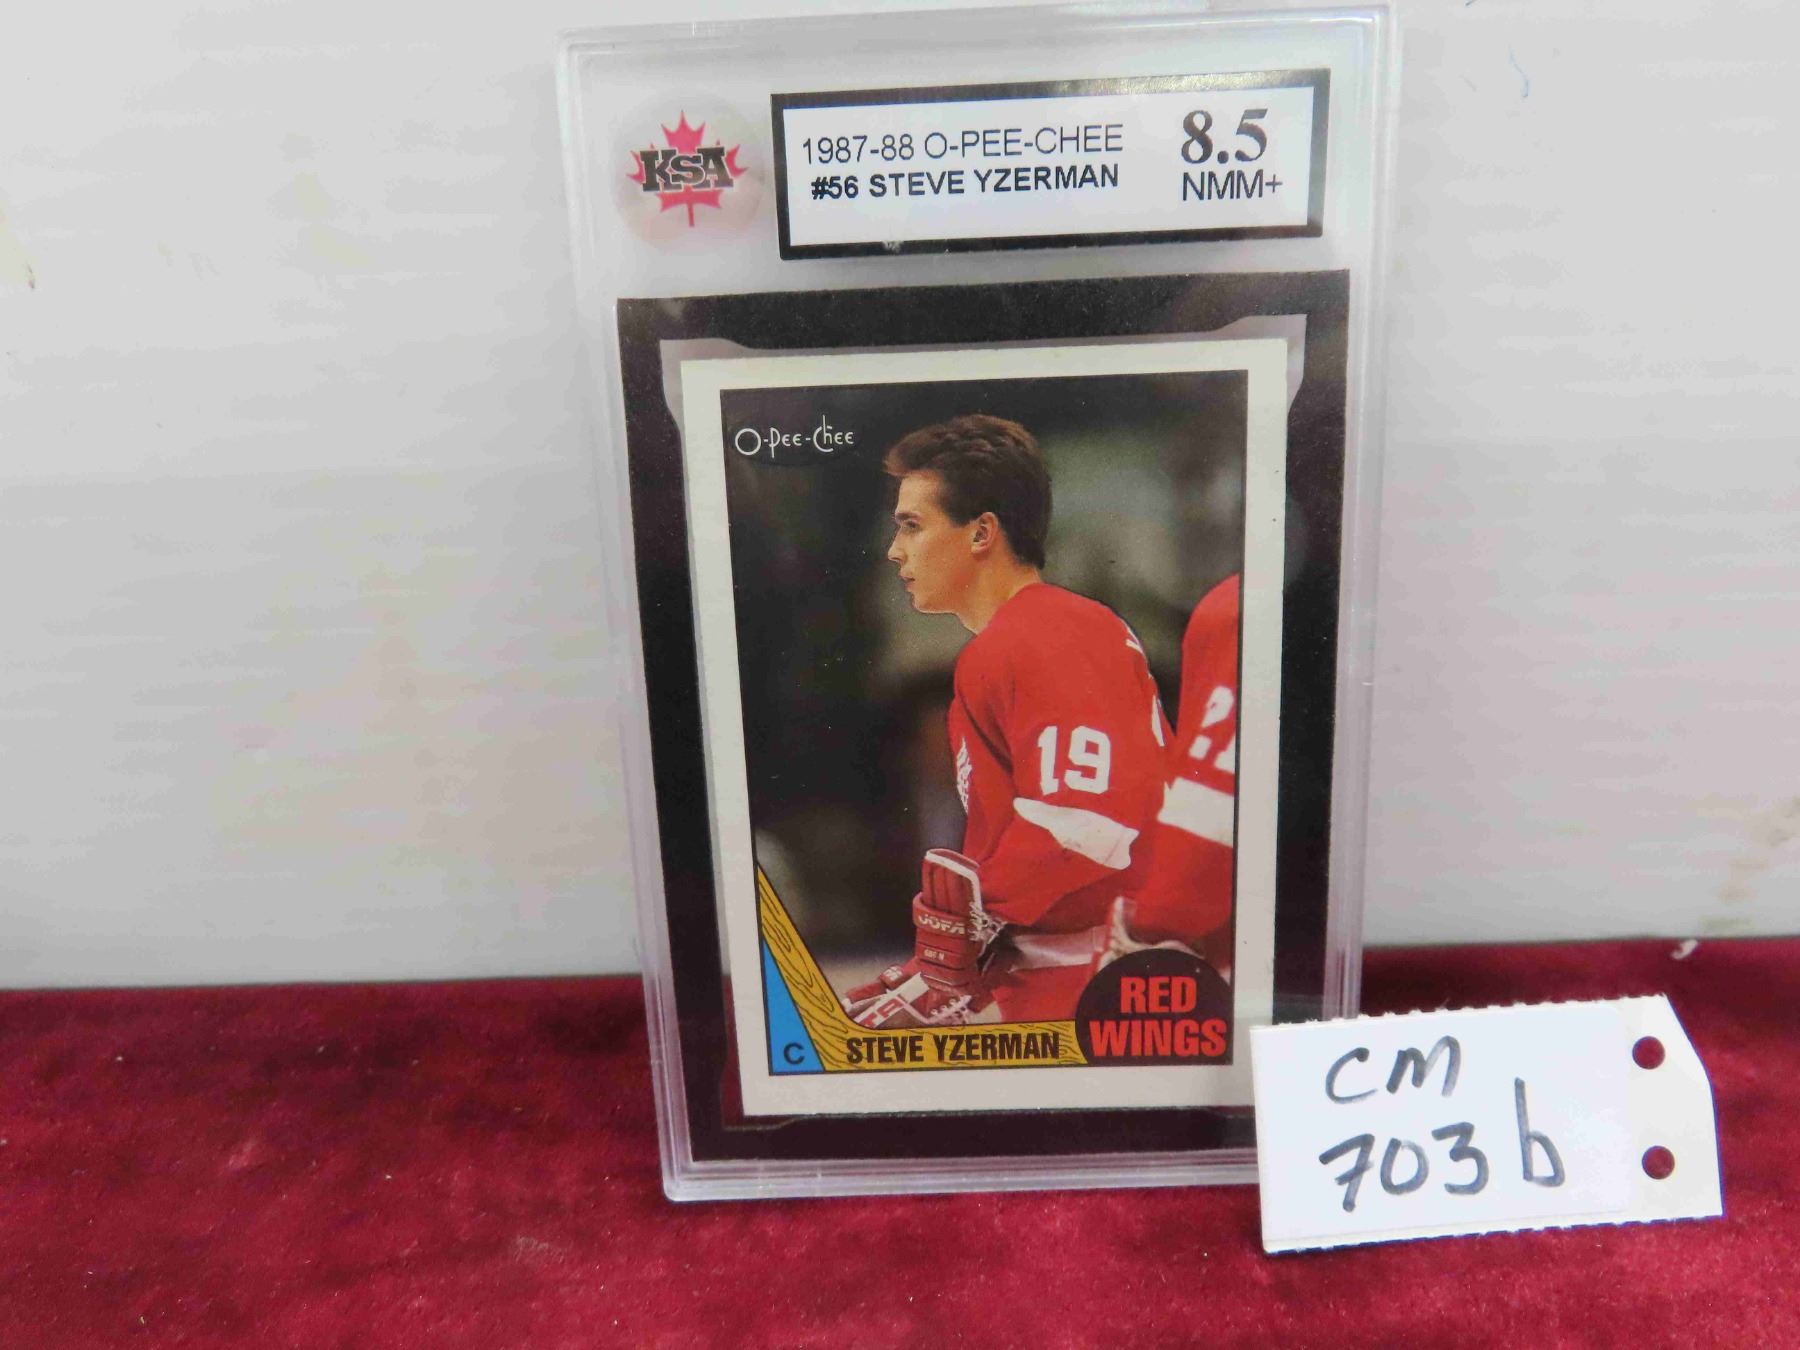 KSA
1987-88 O-PEE-CHEE
#56 STEVE YZERMAN
8.5
NMM+
O-Pee-Chee
19
JOFA
RED
WINGS
C
STEVE YZERMAN
CM
703b